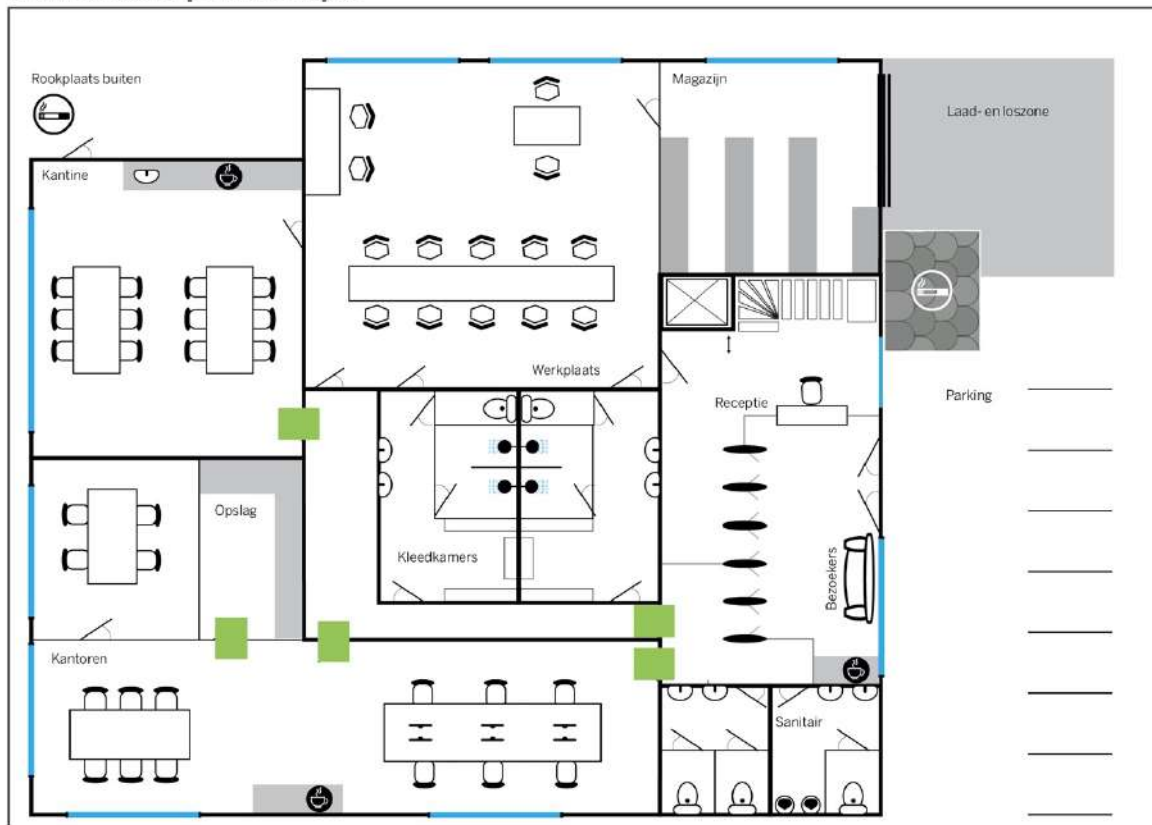 Rookplaats buiten
Magazijn
Laad- en loszone
Kantine
Werkplaats
Receptie
Parking
Opslag
Kleedkamers
Bezoekers
Kantoren
Sanitair